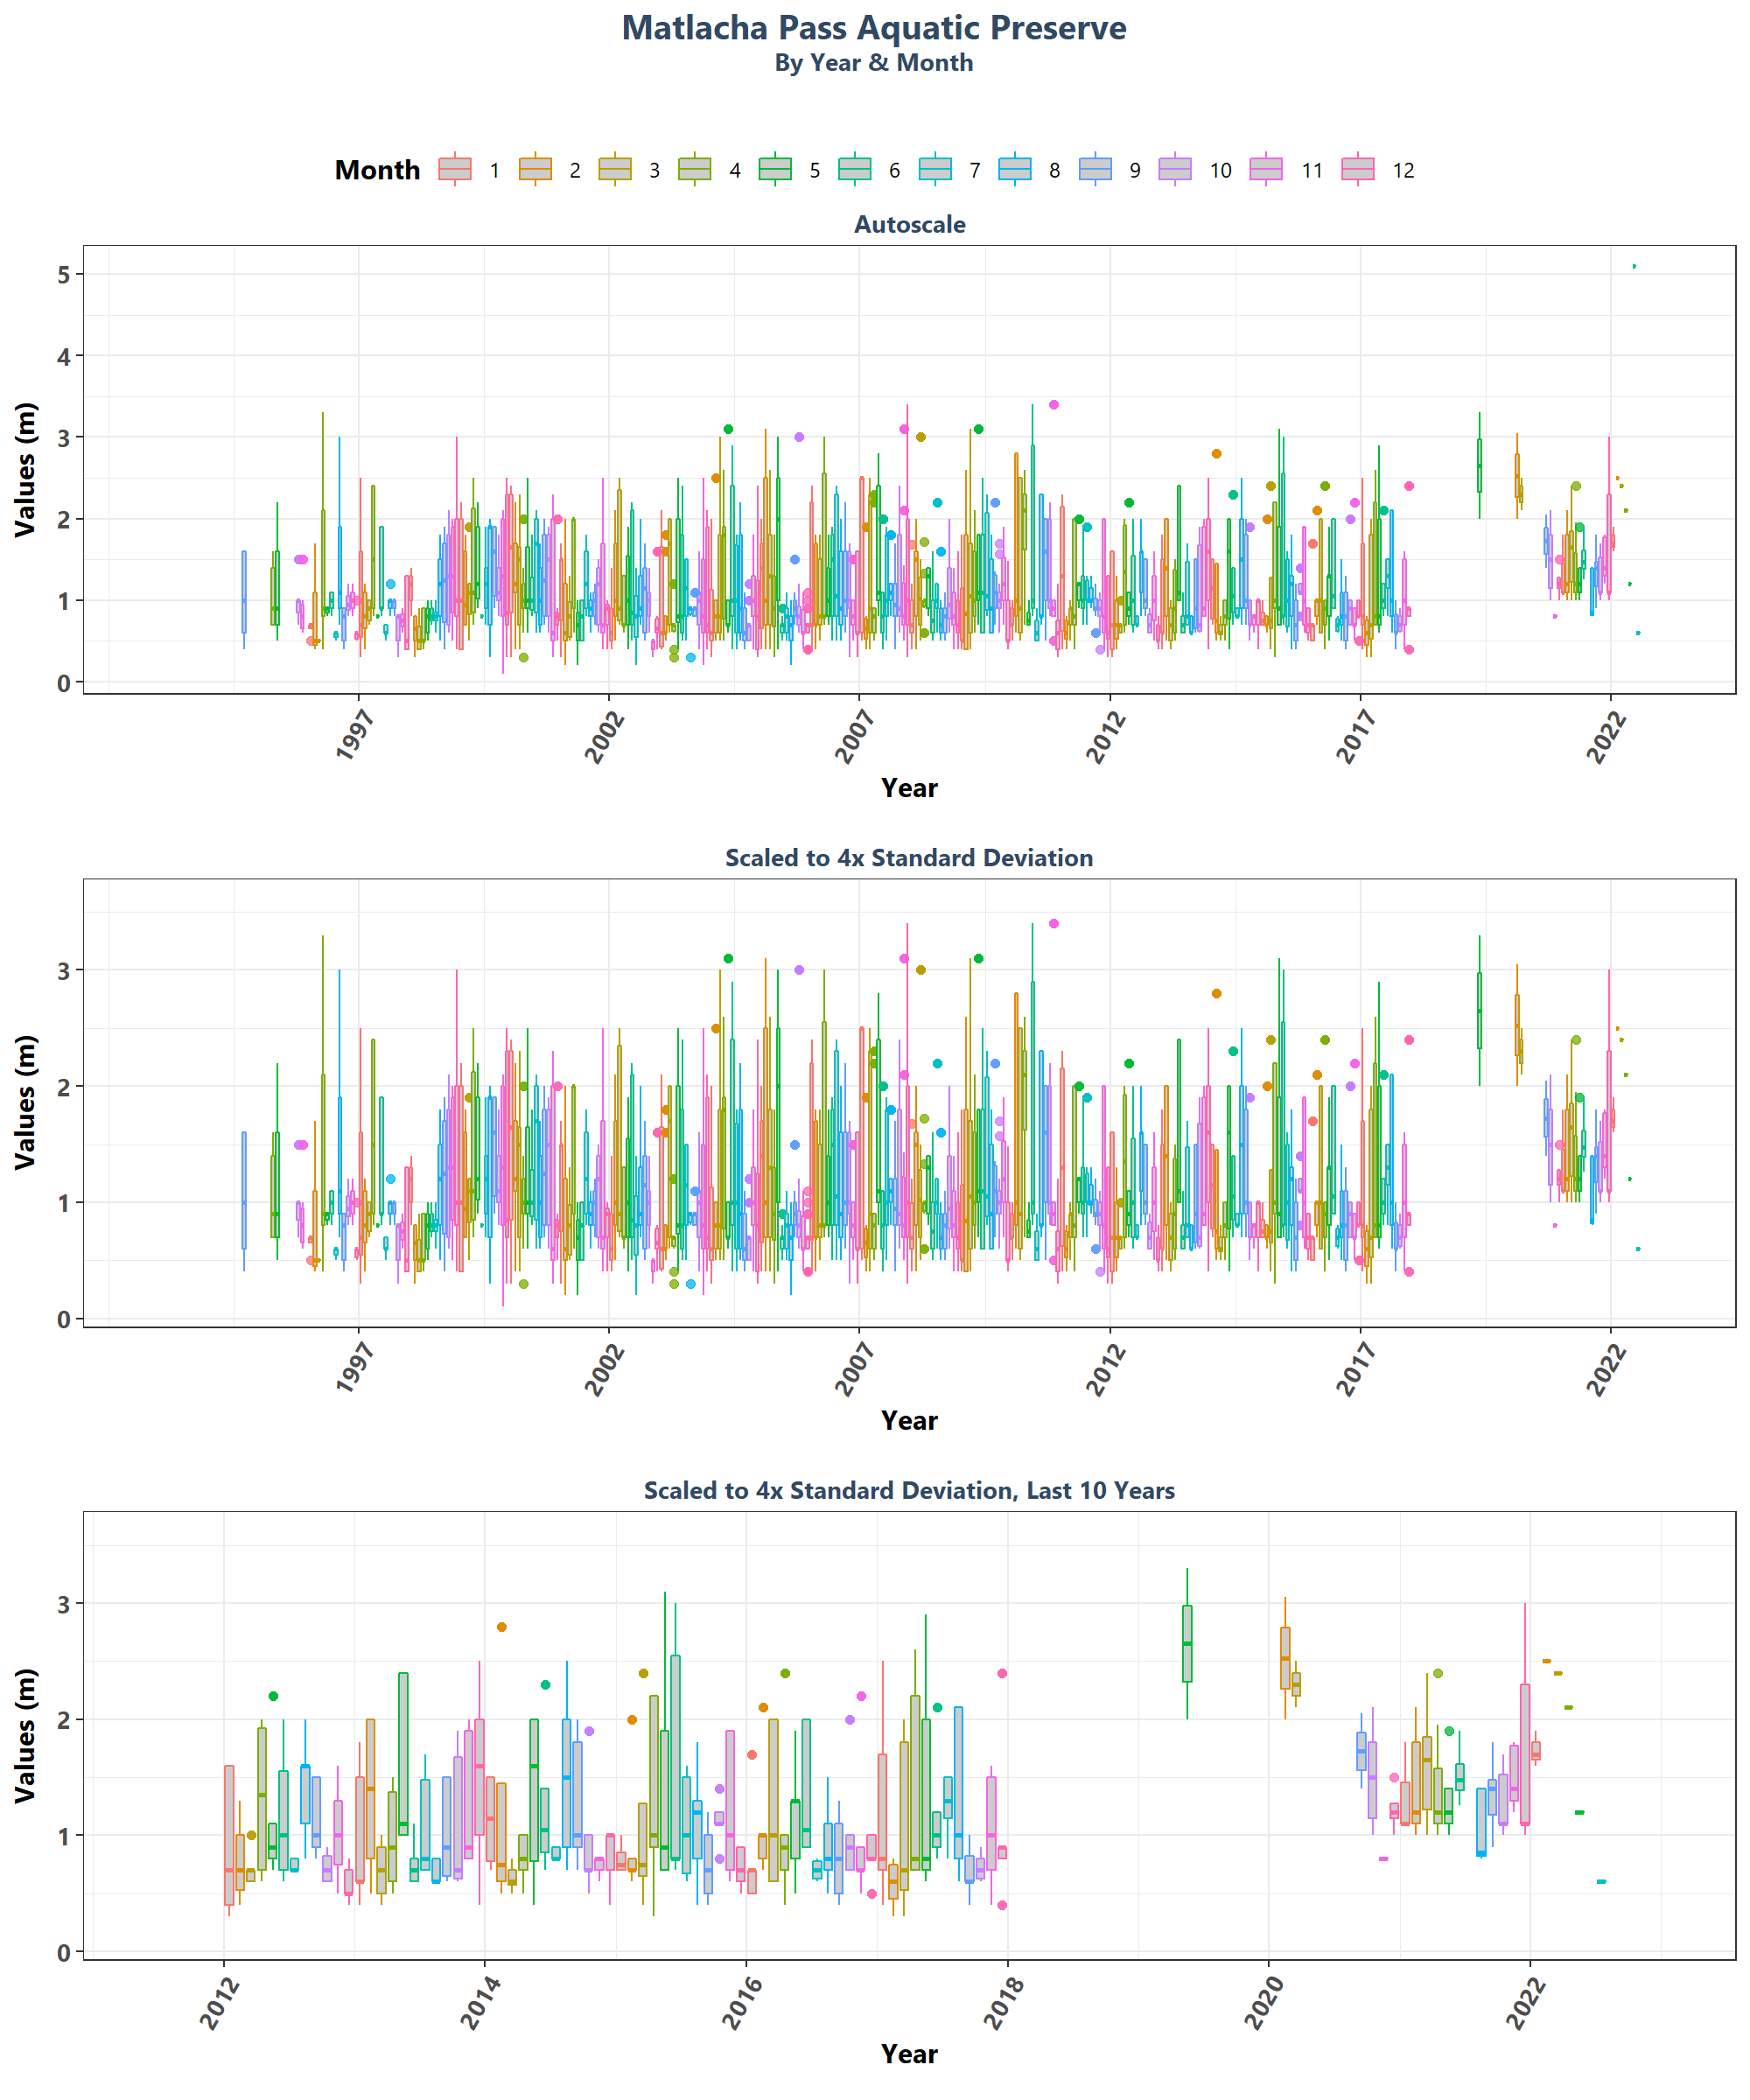 Matlacha Pass Aquatic Preserve
By Year & Month
Month 1 2 3 4 5 6 7 8 9 10 11 12
Autoscale
5
4
3
2
1
0
Values (m)
1997 2002 2007 2012 2017 2022
Year
Scaled to 4x Standard Deviation
3
2
1
0
Values (m)
1997 2002 2007 2012 2017 2022
Year
Scaled to 4x Standard Deviation, Last 10 Years
3
2
1
0
Values (m)
2012 2014 2016 2018 2020 2022
Year